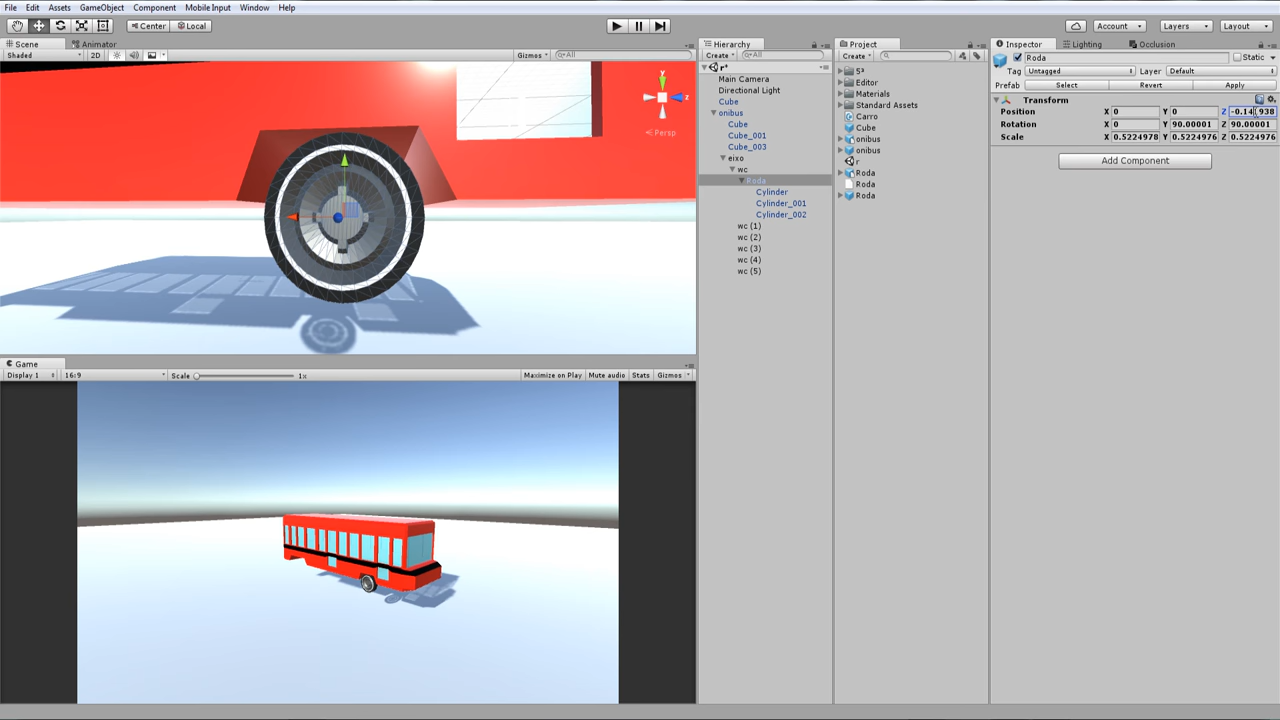 File Edit Assets GameObject Component Mobile Input Window Help
Center Local Account Layers Layout
Scene Animator
Shaded 2D Gizmos All
y
z
Persp
Game
Display 1 16:9 Scale 1x Maximize on Play Mute audio Stats Gizmos
Hierarchy
Create All
r*
Main Camera
Directional Light
Cube
onibus
Cube
Cube_001
Cube_003
eixo
wc
Roda
Cylinder
Cylinder_001
Cylinder_002
wc (1)
wc (2)
wc (3)
wc (4)
wc (5)
Project
Create
5ª
Editor
Materials
Standard Assets
Carro
Cube
onibus
onibus
r
Roda
Roda
Roda
Inspector Lighting Occlusion
Roda Static
Tag Untagged Layer Default
Prefab Select Revert Apply
Transform
Position X 0 Y 0 Z
Rotation X 0 Y 90.00001 Z 90.00001
Scale X 0.5224978 Y 0.5224976 Z 0.5224976
Add Component